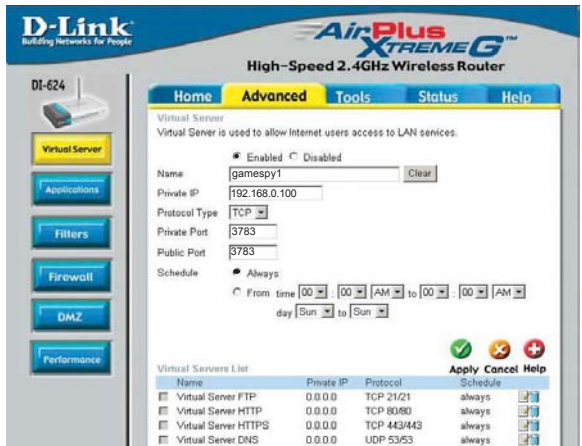 D-Link
Building Networks for People
AirPlus
XTREME G™
High-Speed 2.4GHz Wireless Router
DI-624
Home Advanced Tools Status Help
Virtual Server
Applications
Filters
Firewall
DMZ
Performance
Virtual Server
Virtual Server is used to allow Internet users access to LAN services.
Enabled Disabled
Name gamespy1 Clear
Private IP 192.168.0.100
Protocol Type TCP
Private Port 3783
Public Port 3783
Schedule Always
From time 00 : 00 AM to 00 : 00 AM
day Sun to Sun
Apply Cancel Help
Virtual Servers List
Name Private IP Protocol Schedule
Virtual Server FTP 0.0.0.0 TCP 21/21 always
Virtual Server HTTP 0.0.0.0 TCP 80/80 always
Virtual Server HTTPS 0.0.0.0 TCP 443/443 always
Virtual Server DNS 0.0.0.0 UDP 53/53 always